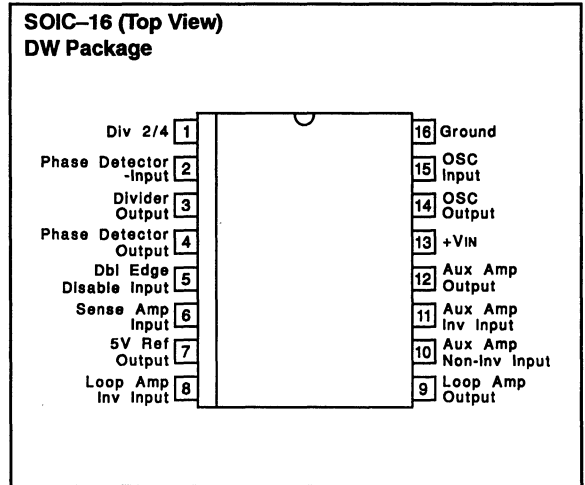 SOIC–16 (Top View)
DW Package
Div 2/4 1
Phase Detector
-Input 2
Divider
Output 3
Phase Detector
Output 4
Dbl Edge
Disable Input 5
Sense Amp
Input 6
5V Ref
Output 7
Loop Amp
Inv Input 8
16 Ground
15 OSC
Input
14 OSC
Output
13 +VIN
12 Aux Amp
Output
11 Aux Amp
Inv Input
10 Aux Amp
Non-Inv Input
9 Loop Amp
Output